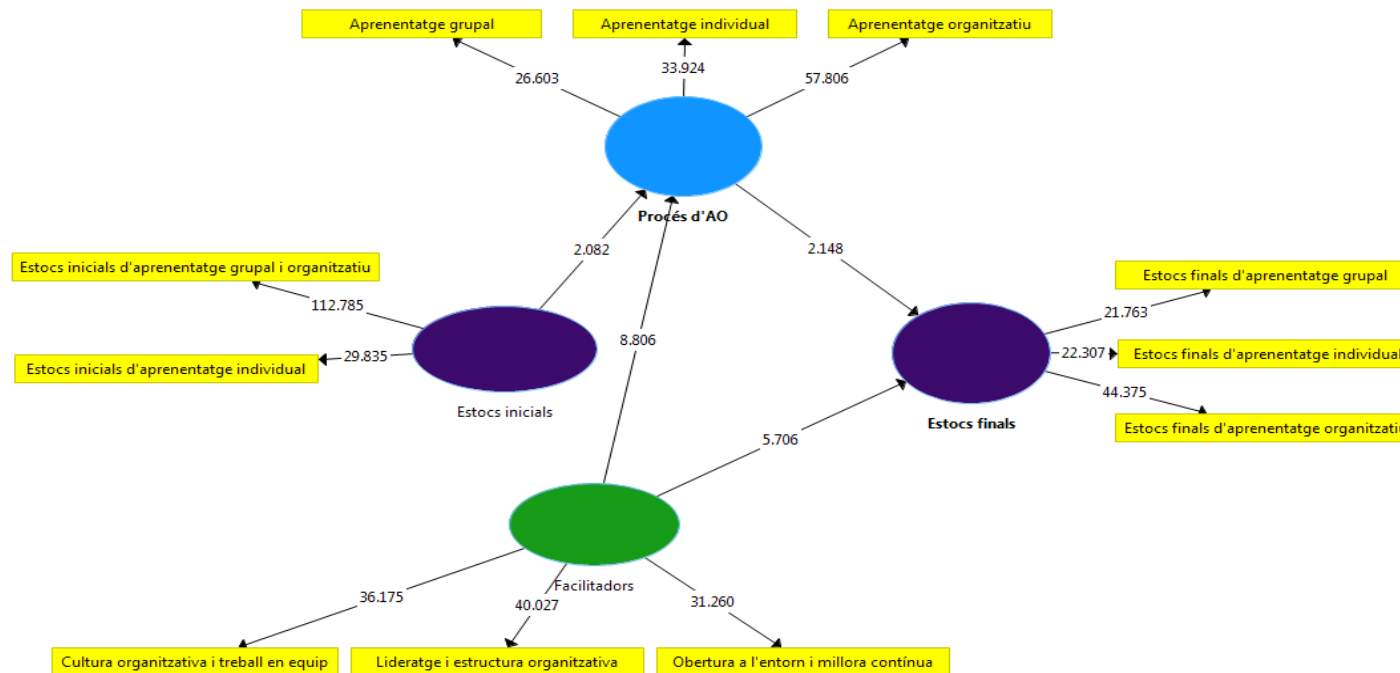 Aprenentatge grupal
Aprenentatge individual
Aprenentatge organitzatiu
26.603
33.924
57.806
Procés d'AO
2.082
2.148
Estocs inicials d'aprenentatge grupal i organitzatiu
112.785
Estocs finals d'aprenentatge grupal
21.763
8.806
Estocs inicials d'aprenentatge individual
29.835
22.307
Estocs finals d'aprenentatge individual
44.375
Estocs inicials
Estocs finals
Estocs finals d'aprenentatge organitzatiu
5.706
Facilitadors
36.175
40.027
31.260
Cultura organitzativa i treball en equip
Lideratge i estructura organitzativa
Obertura a l'entorn i millora contínua